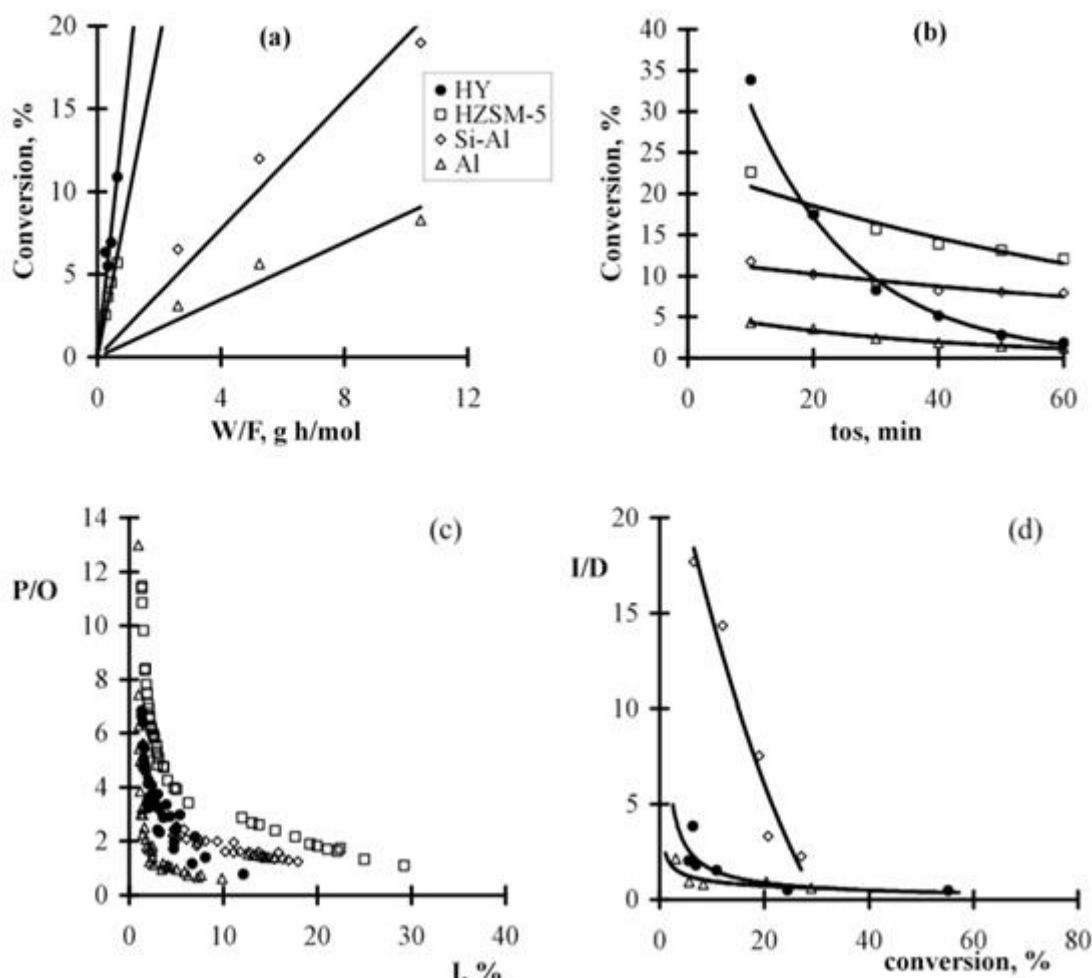 (a)
Conversion, %
20
15
10
5
0
0 4 8 12
W/F, g h/mol
HY
HZSM-5
Si-Al
Al
(b)
Conversion, %
40
35
30
25
20
15
10
5
0
0 20 40 60
tos, min
(c)
P/O
14
12
10
8
6
4
2
0
0 10 20 30 40
%
(d)
I/D
20
15
10
5
0
0 20 40 60 80
conversion, %